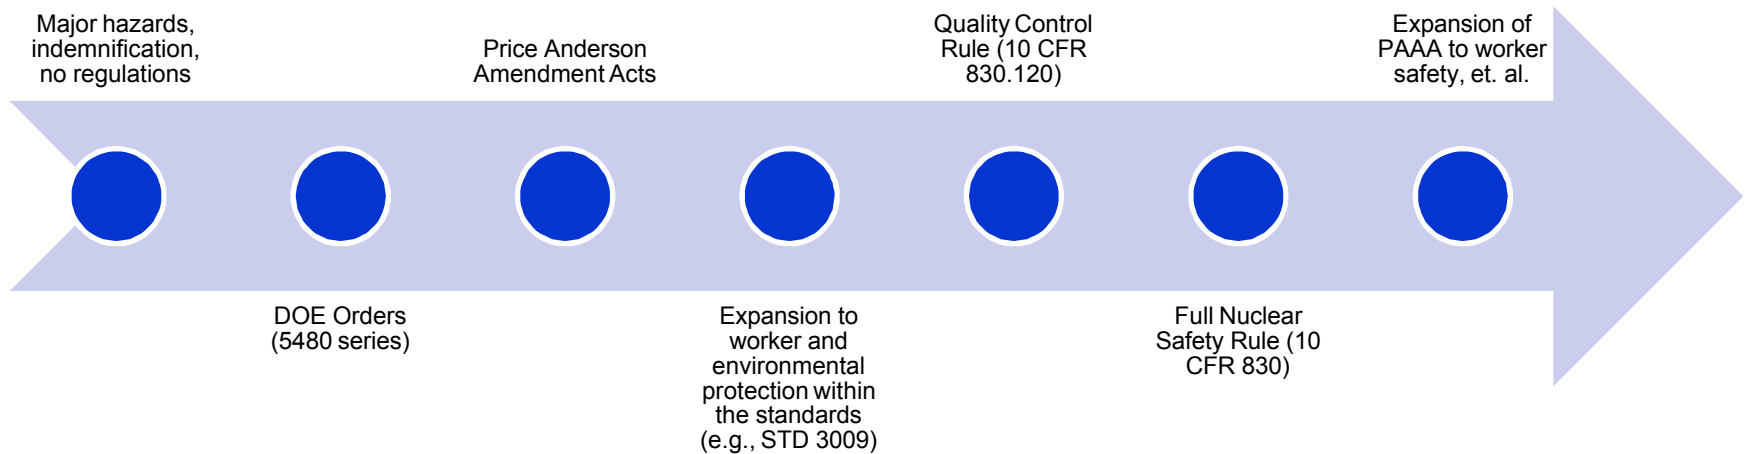 Major hazards,
indemnification,
no regulations
DOE Orders
(5480 series)
Price Anderson
Amendment Acts
Expansion to
worker and
environmental
protection within
the standards
(e.g., STD 3009)
Quality Control
Rule (10 CFR
830.120)
Full Nuclear
Safety Rule (10
CFR 830)
Expansion of
PAAA to worker
safety, et. al.